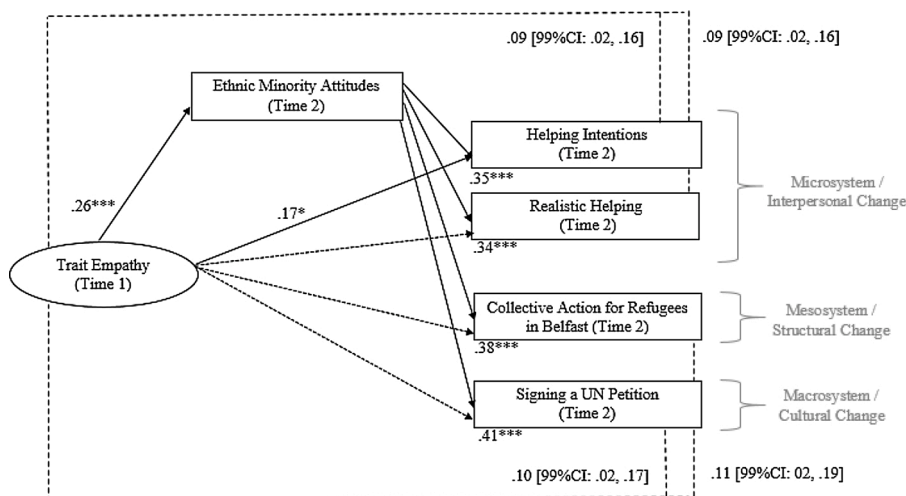 .09 [99%CI: .02, .16]
.09 [99%CI: .02, .16]
Ethnic Minority Attitudes
(Time 2)
Helping Intentions
(Time 2)
.35***
Microsystem /
Interpersonal Change
.26***
.17*
Realistic Helping
(Time 2)
.34***
Trait Empathy
(Time 1)
Collective Action for Refugees
in Belfast (Time 2)
.38***
Mesosystem /
Structural Change
Signing a UN Petition
(Time 2)
.41***
Macrosystem /
Cultural Change
.10 [99%CI: .02, .17]
.11 [99%CI: 02, .19]